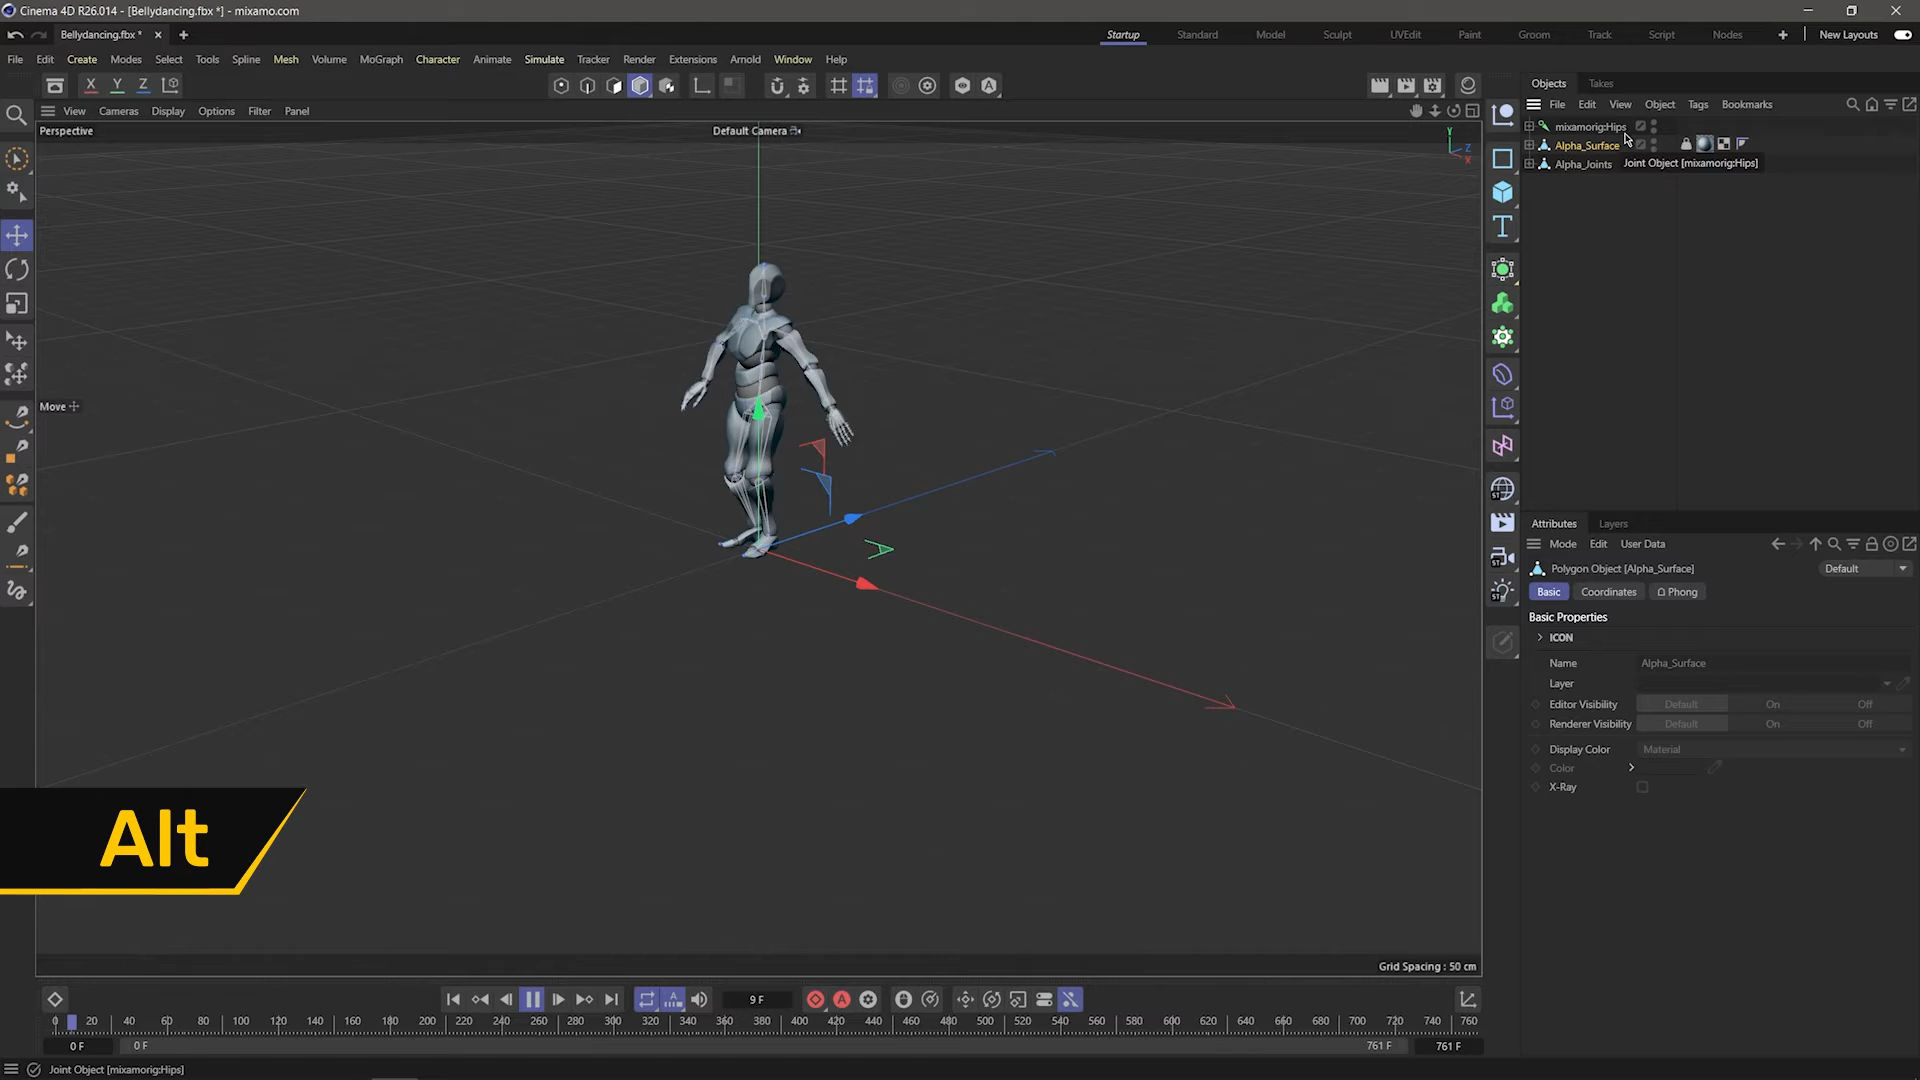 Cinema 4D R26.014 - [Bellydancing.fbx *] - mixamo.com
Bellydancing.fbx *
Startup
Standard
Model
Sculpt
UVEdit
Paint
Groom
Track
Script
Nodes
New Layouts
File Edit Create Modes Select Tools Spline Mesh Volume MoGraph Character Animate Simulate Tracker Render Extensions Arnold Window Help
X Y Z
Objects Takes
View Cameras Display Options Filter Panel
File Edit View Object Tags Bookmarks
Perspective
Default Camera
Y
Z
X
mixamorig:Hips
Alpha_Surface
Alpha_Joints
Joint Object [mixamorig:Hips]
Move
Attributes Layers
Mode Edit User Data
Polygon Object [Alpha_Surface]
Default
Basic Coordinates Phong
Basic Properties
ICON
Name Alpha_Surface
Layer
Editor Visibility Default On Off
Renderer Visibility Default On Off
Display Color Material
Color
X-Ray
Alt
Grid Spacing : 50 cm
9 F
0 20 40 60 80 100 120 140 160 180 200 220 240 260 280 300 320 340 360 380 400 420 440 460 480 500 520 540 560 580 600 620 640 660 680 700 720 740 760
0 F 0 F 761 F 761 F
Joint Object [mixamorig:Hips]